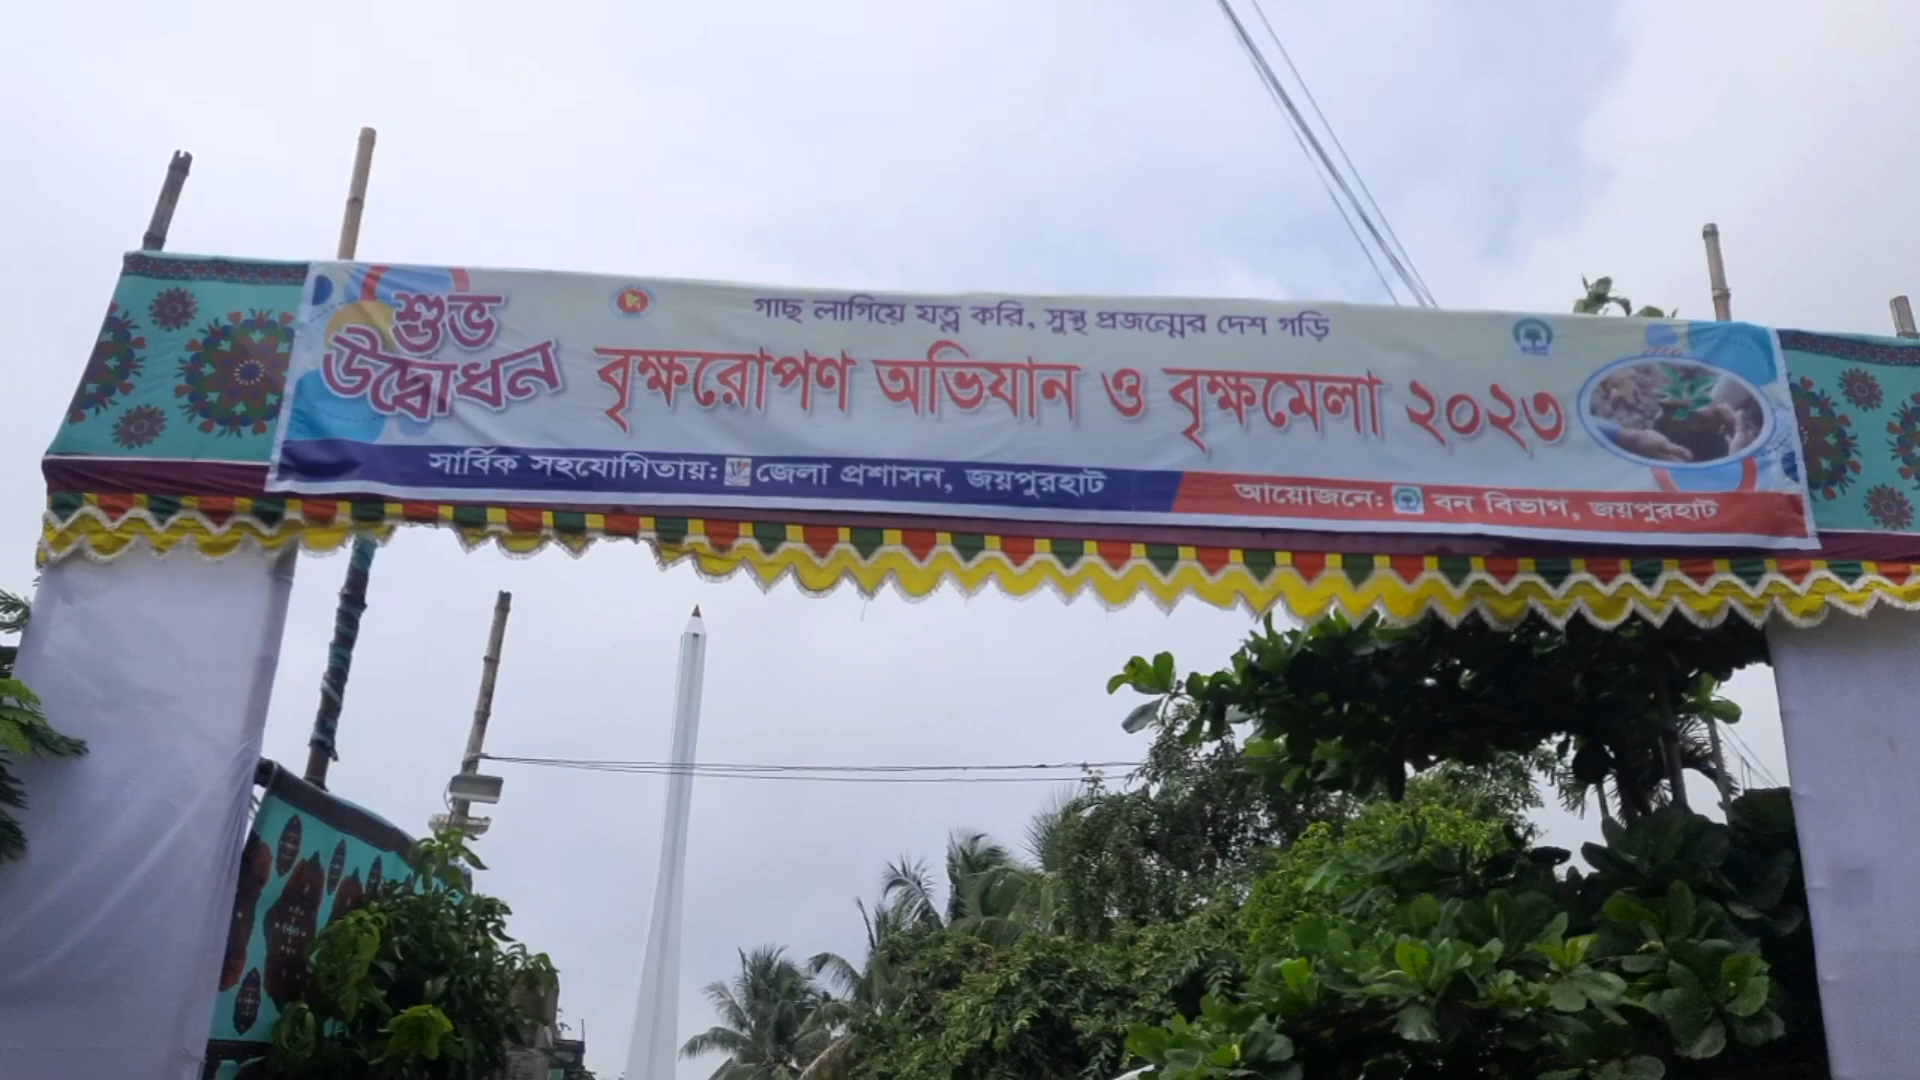 শুভ
উদ্বোধন
গাছ লাগিয়ে যত্ন করি, সুস্থ প্রজন্মের দেশ গড়ি
বৃক্ষরোপণ অভিযান ও বৃক্ষমেলা ২০২৩
সার্বিক সহযোগিতায়: জেলা প্রশাসন, জয়পুরহাট
আয়োজনে: বন বিভাগ, জয়পুরহাট